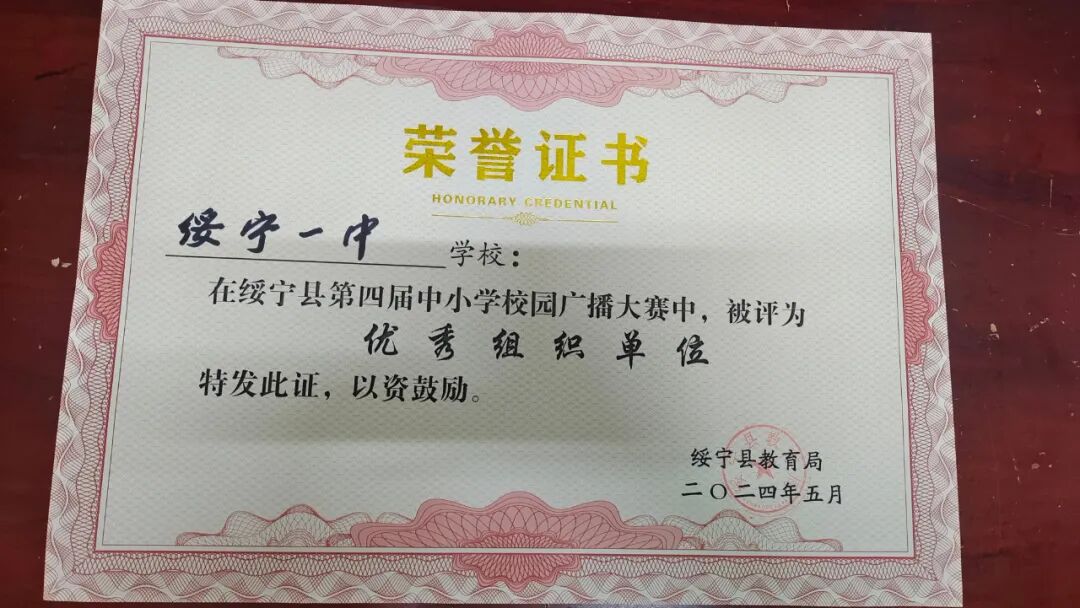 荣誉证书
HONORARY CREDENTIAL
绥宁一中学校：
在绥宁县第四届中小学校园广播大赛中，被评为
优秀组织单位
特发此证，以资鼓励。
绥宁县教育局
二〇二四年五月